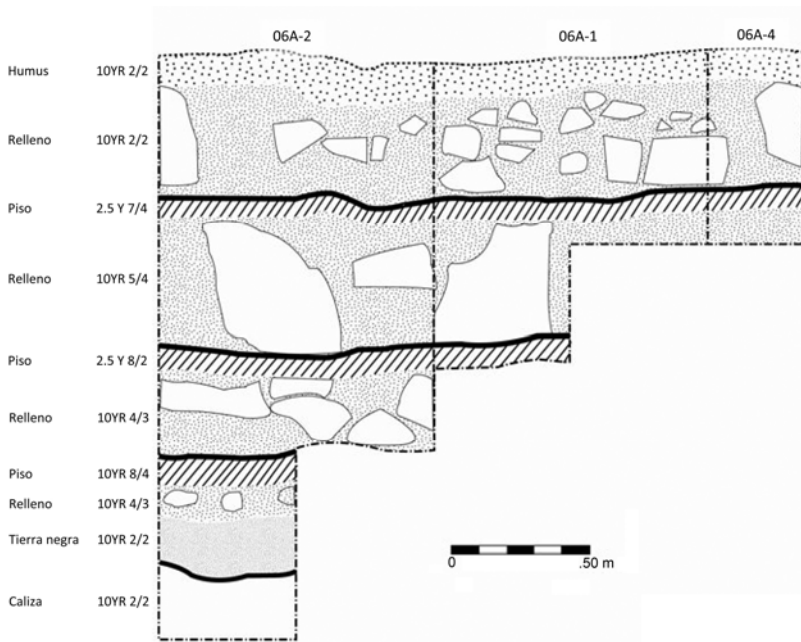 06A-2 06A-1 06A-4
Humus 10YR 2/2
Relleno 10YR 2/2
Piso 2.5 Y 7/4
Relleno 10YR 5/4
Piso 2.5 Y 8/2
Relleno 10YR 4/3
Piso 10YR 8/4
Relleno 10YR 4/3
Tierra negra 10YR 2/2
Caliza 10YR 2/2
0 .50 m